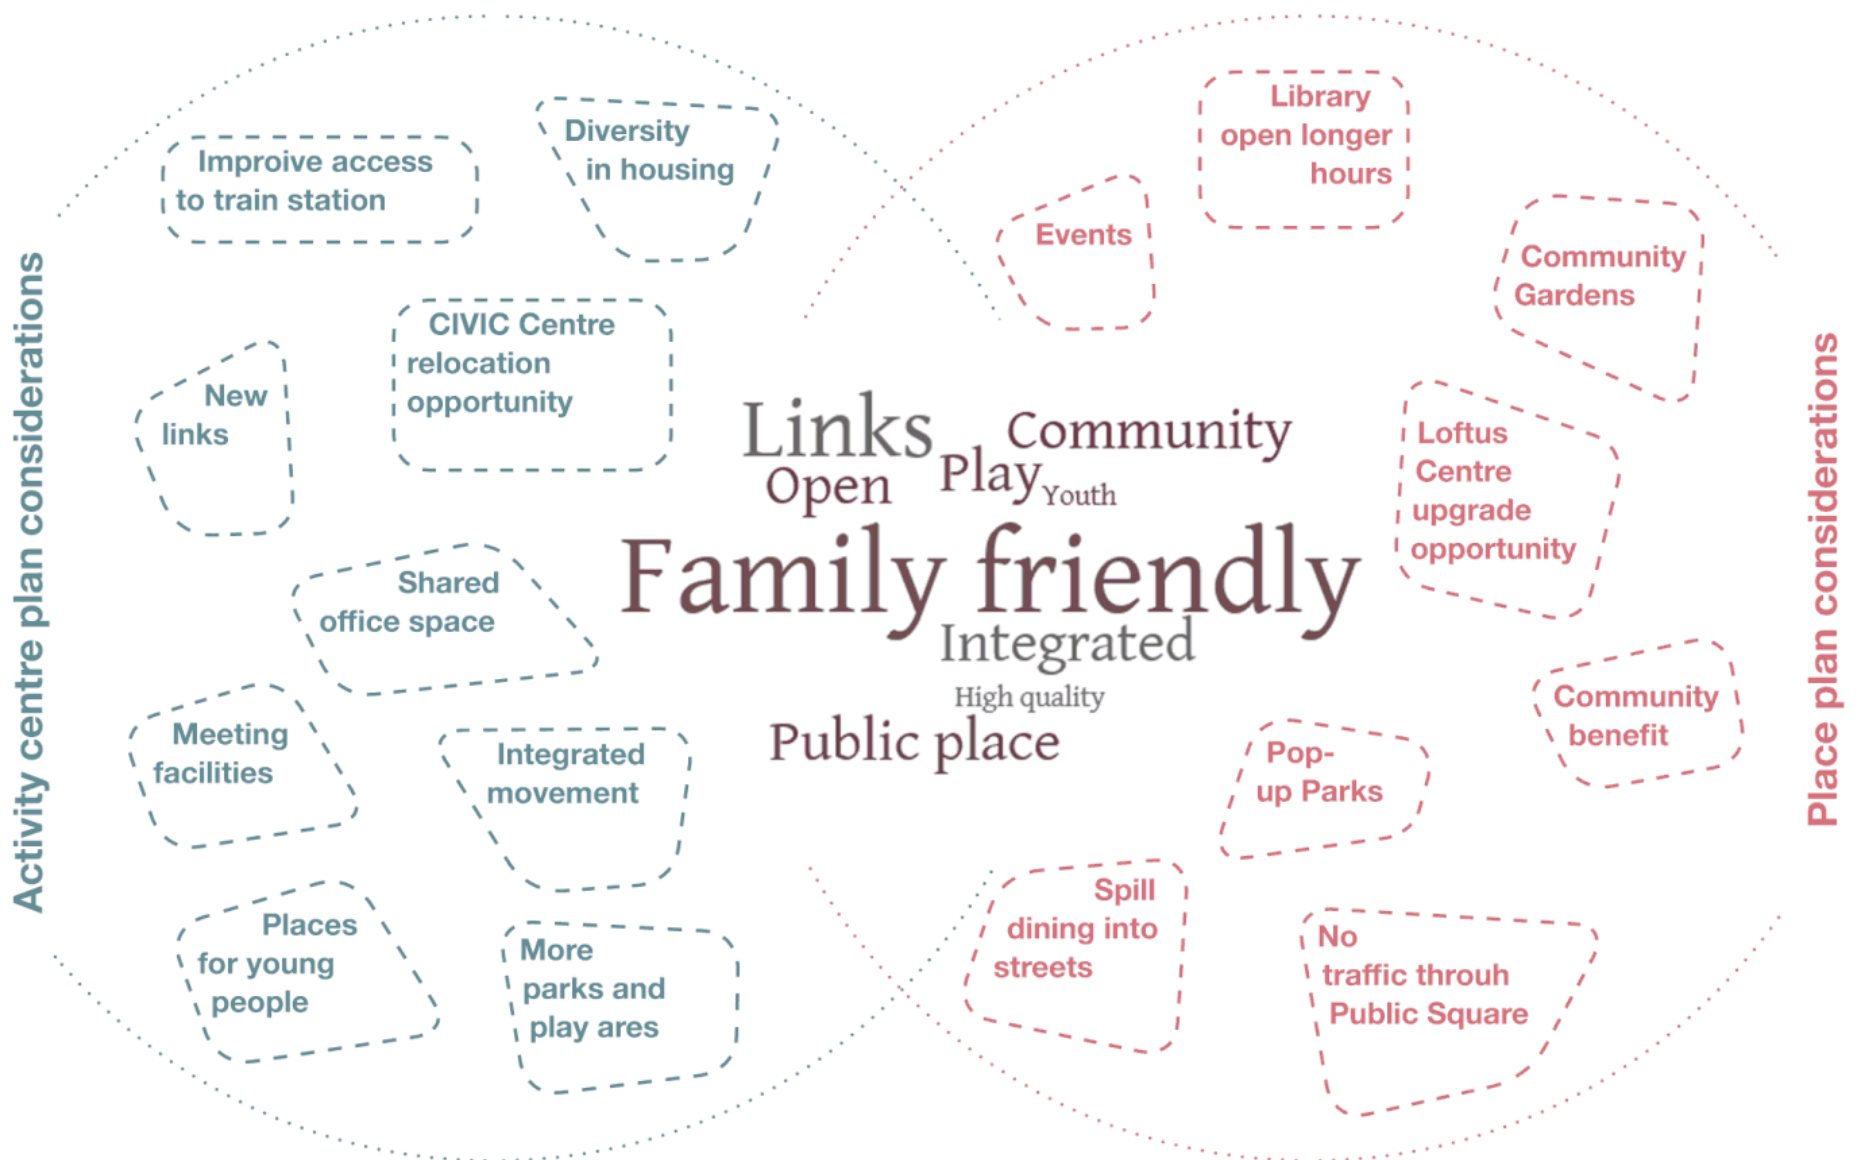 Activity centre plan considerations
Improive access
to train station
Diversity
in housing
New
links
CIVIC Centre
relocation
opportunity
Shared
office space
Meeting
facilities
Integrated
movement
Places
for young
people
More
parks and
play ares
Links
Community
Open
Play
Youth
Family friendly
Integrated
High quality
Public place
Events
Library
open longer
hours
Community
Gardens
Loftus
Centre
upgrade
opportunity
Community
benefit
Pop-
up Parks
Spill
dining into
streets
No
traffic throuh
Public Square
Place plan considerations